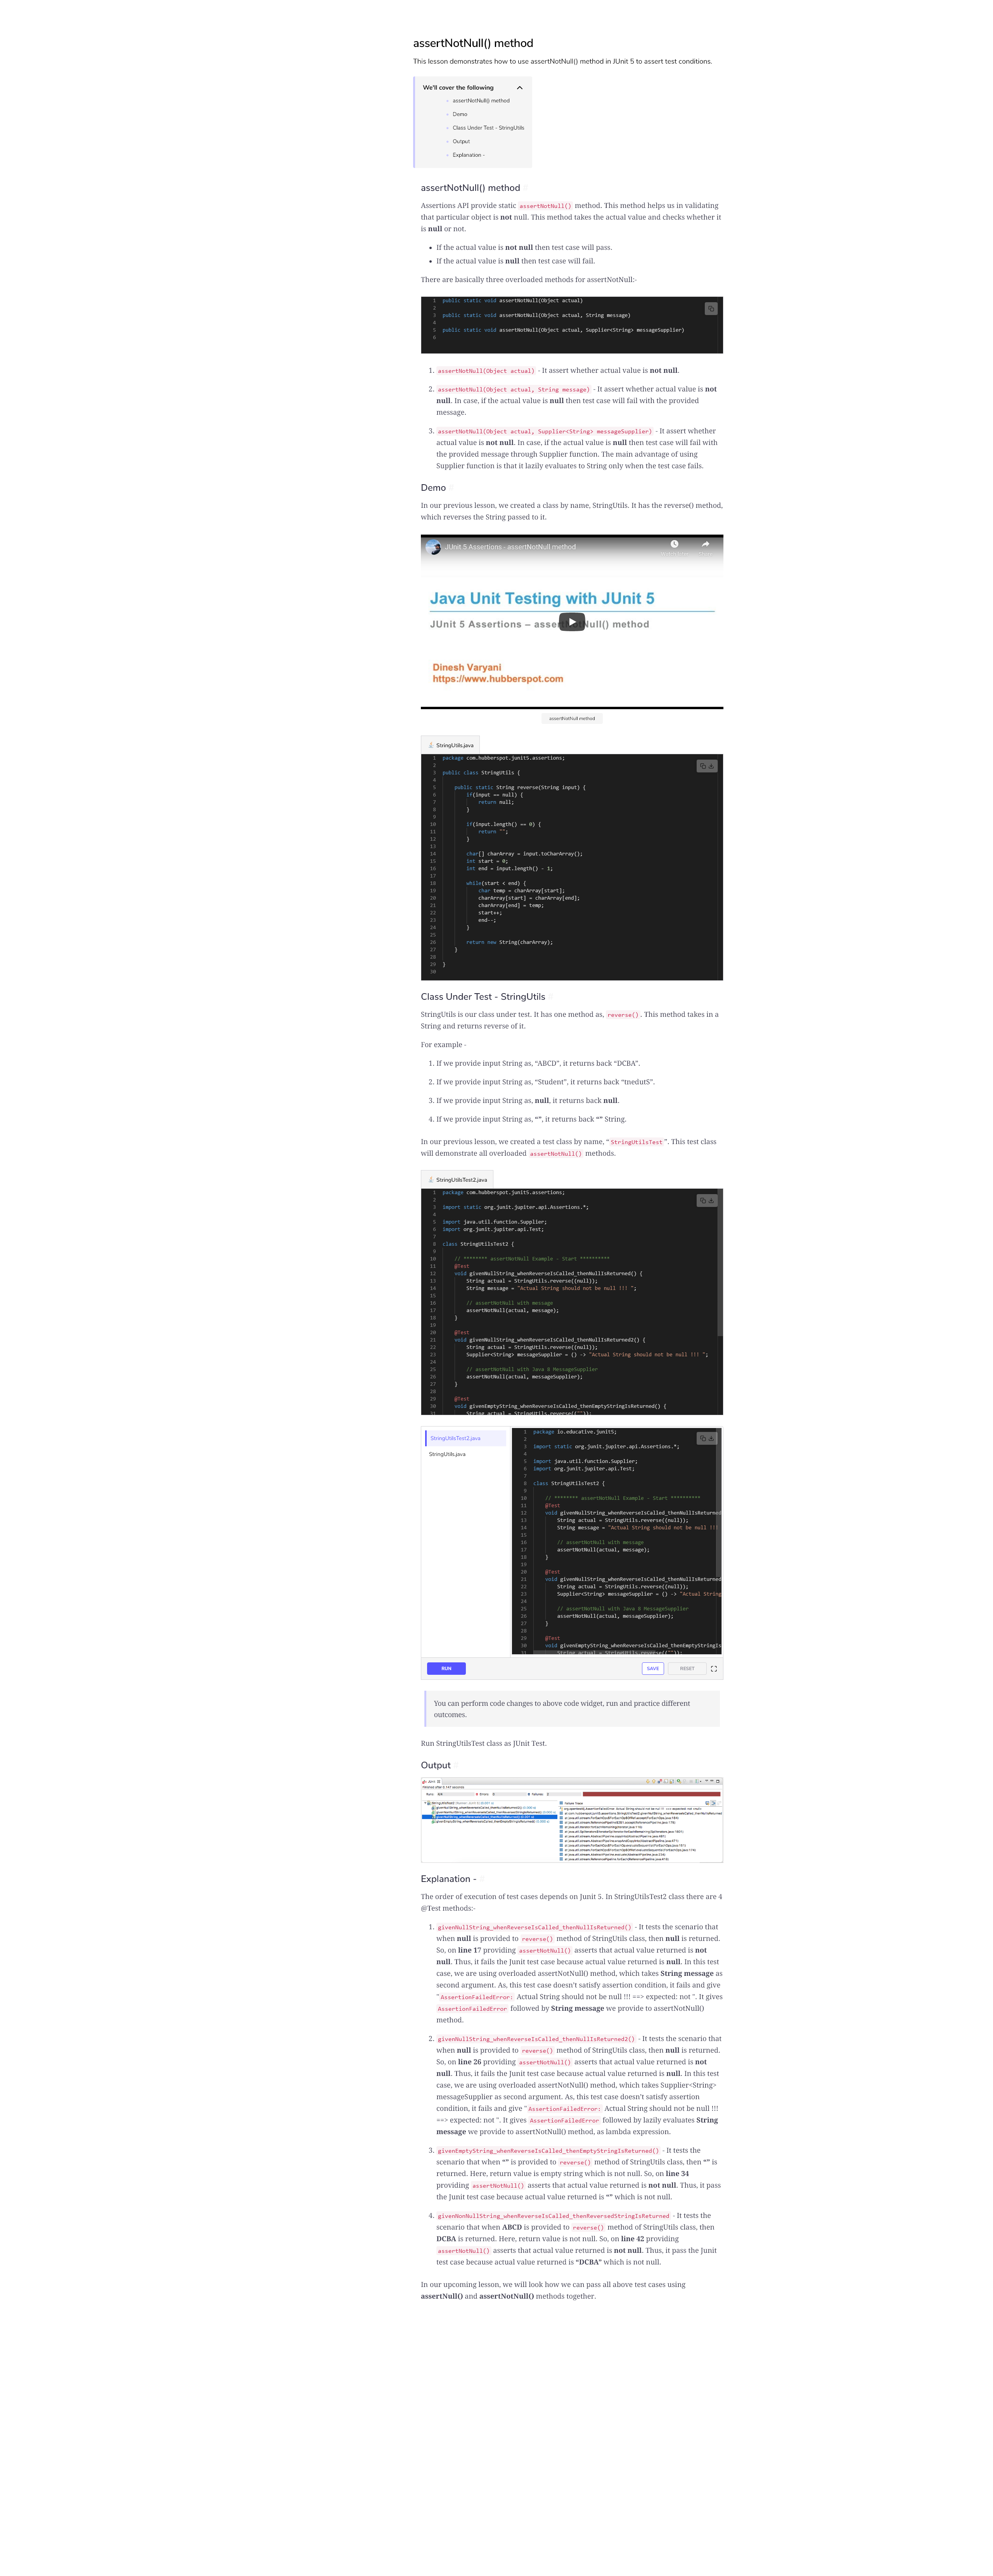 assertNotNull() method
This lesson demonstrates how to use assertNotNull() method in JUnit 5 to assert test conditions.
We'll cover the following
assertNotNull() method
Demo
Class Under Test - StringUtils
Output
Explanation -
assertNotNull() method
Assertions API provide static assertNotNull() method. This method helps us in validating
that particular object is not null. This method takes the actual value and checks whether it
is null or not.
• If the actual value is not null then test case will pass.
• If the actual value is null then test case will fail.
There are basically three overloaded methods for assertNotNull:-
1 public static void assertNotNull(Object actual)
2
3 public static void assertNotNull(Object actual, String message)
4
5 public static void assertNotNull(Object actual, Supplier<String> messageSupplier)
6
1. assertNotNull(Object actual) - It assert whether actual value is not null.
2. assertNotNull(Object actual, String message) - It assert whether actual value is not
null. In case, if the actual value is null then test case will fail with the provided
message.
3. assertNotNull(Object actual, Supplier<String> messageSupplier) - It assert whether
actual value is not null. In case, if the actual value is null then test case will fail with
the provided message through Supplier function. The main advantage of using
Supplier function is that it lazily evaluates to String only when the test case fails.
Demo
In our previous lesson, we created a class by name, StringUtils. It has the reverse() method,
which reverses the String passed to it.
JUnit 5 Assertions - assertNotNull method
Java Unit Testing with JUnit 5
JUnit 5 Assertions – assertNotNull() method
Dinesh Varyani
https://www.hubberspot.com
assertNotNull method
StringUtils.java
1 package com.hubberspot.junit5.assertions;
2
3 public class StringUtils {
4
5 public static String reverse(String input) {
6 if(input == null) {
7 return null;
8 }
9
10 if(input.length() == 0) {
11 return "";
12 }
13
14 char[] charArray = input.toCharArray();
15 int start = 0;
16 int end = input.length() - 1;
17
18 while(start < end) {
19 char temp = charArray[start];
20 charArray[start] = charArray[end];
21 charArray[end] = temp;
22 start++;
23 end--;
24 }
25
26 return new String(charArray);
27 }
28
29 }
30
Class Under Test - StringUtils
StringUtils is our class under test. It has one method as, reverse(). This method takes in a
String and returns reverse of it.
For example -
1. If we provide input String as, “ABCD”, it returns back “DCBA”.
2. If we provide input String as, “Student”, it returns back “tnedutS”.
3. If we provide input String as, null, it returns back null.
4. If we provide input String as, “”, it returns back “” String.
In our previous lesson, we created a test class by name, “StringUtilsTest”. This test class
will demonstrate all overloaded assertNotNull() methods.
StringUtilsTest2.java
1 package com.hubberspot.junit5.assertions;
2
3 import static org.junit.jupiter.api.Assertions.*;
4
5 import java.util.function.Supplier;
6 import org.junit.jupiter.api.Test;
7
8 class StringUtilsTest2 {
9
10 // ******** assertNotNull Example - Start **********
11 @Test
12 void givenNullString_whenReverseIsCalled_thenNullIsReturned() {
13 String actual = StringUtils.reverse((null));
14 String message = "Actual String should not be null !!! ";
15
16 // assertNotNull with message
17 assertNotNull(actual, message);
18 }
19
20 @Test
21 void givenNullString_whenReverseIsCalled_thenNullIsReturned2() {
22 String actual = StringUtils.reverse((null));
23 Supplier<String> messageSupplier = () -> "Actual String should not be null !!! ";
24
25 // assertNotNull with Java 8 MessageSupplier
26 assertNotNull(actual, messageSupplier);
27 }
28
29 @Test
30 void givenEmptyString_whenReverseIsCalled_thenEmptyStringIsReturned() {
31 String actual = StringUtils.reverse((""));
StringUtilsTest2.java
StringUtils.java
1 package io.educative.junit5;
2
3 import static org.junit.jupiter.api.Assertions.*;
4
5 import java.util.function.Supplier;
6 import org.junit.jupiter.api.Test;
7
8 class StringUtilsTest2 {
9
10 // ******** assertNotNull Example - Start **********
11 @Test
12 void givenNullString_whenReverseIsCalled_thenNullIsReturned
13 String actual = StringUtils.reverse((null));
14 String message = "Actual String should not be null !!!
15
16 // assertNotNull with message
17 assertNotNull(actual, message);
18 }
19
20 @Test
21 void givenNullString_whenReverseIsCalled_thenNullIsReturned
22 String actual = StringUtils.reverse((null));
23 Supplier<String> messageSupplier = () -> "Actual String
24
25 // assertNotNull with Java 8 MessageSupplier
26 assertNotNull(actual, messageSupplier);
27 }
28
29 @Test
30 void givenEmptyString_whenReverseIsCalled_thenEmptyStringIs
31 String actual = StringUtils.reverse((""));
RUN
SAVE
RESET
You can perform code changes to above code widget, run and practice different
outcomes.
Run StringUtilsTest class as JUnit Test.
Output
Explanation -
The order of execution of test cases depends on Junit 5. In StringUtilsTest2 class there are 4
@Test methods:-
1. givenNullString_whenReverseIsCalled_thenNullIsReturned() - It tests the scenario that
when null is provided to reverse() method of StringUtils class, then null is returned.
So, on line 17 providing assertNotNull() asserts that actual value returned is not
null. Thus, it fails the Junit test case because actual value returned is null. In this test
case, we are using overloaded assertNotNull() method, which takes String message as
second argument. As, this test case doesn’t satisfy assertion condition, it fails and give
"AssertionFailedError: Actual String should not be null !!! ==> expected: not ". It gives
AssertionFailedError followed by String message we provide to assertNotNull()
method.
2. givenNullString_whenReverseIsCalled_thenNullIsReturned2() - It tests the scenario that
when null is provided to reverse() method of StringUtils class, then null is returned.
So, on line 26 providing assertNotNull() asserts that actual value returned is not
null. Thus, it fails the Junit test case because actual value returned is null. In this test
case, we are using overloaded assertNotNull() method, which takes Supplier<String>
messageSupplier as second argument. As, this test case doesn’t satisfy assertion
condition, it fails and give "AssertionFailedError: Actual String should not be null !!!
==> expected: not ". It gives AssertionFailedError followed by lazily evaluates String
message we provide to assertNotNull() method, as lambda expression.
3. givenEmptyString_whenReverseIsCalled_thenEmptyStringIsReturned() - It tests the
scenario that when “” is provided to reverse() method of StringUtils class, then “” is
returned. Here, return value is empty string which is not null. So, on line 34
providing assertNotNull() asserts that actual value returned is not null. Thus, it pass
the Junit test case because actual value returned is “” which is not null.
4. givenNonNullString_whenReverseIsCalled_thenReversedStringIsReturned - It tests the
scenario that when ABCD is provided to reverse() method of StringUtils class, then
DCBA is returned. Here, return value is not null. So, on line 42 providing
assertNotNull() asserts that actual value returned is not null. Thus, it pass the Junit
test case because actual value returned is “DCBA” which is not null.
In our upcoming lesson, we will look how we can pass all above test cases using
assertNull() and assertNotNull() methods together.